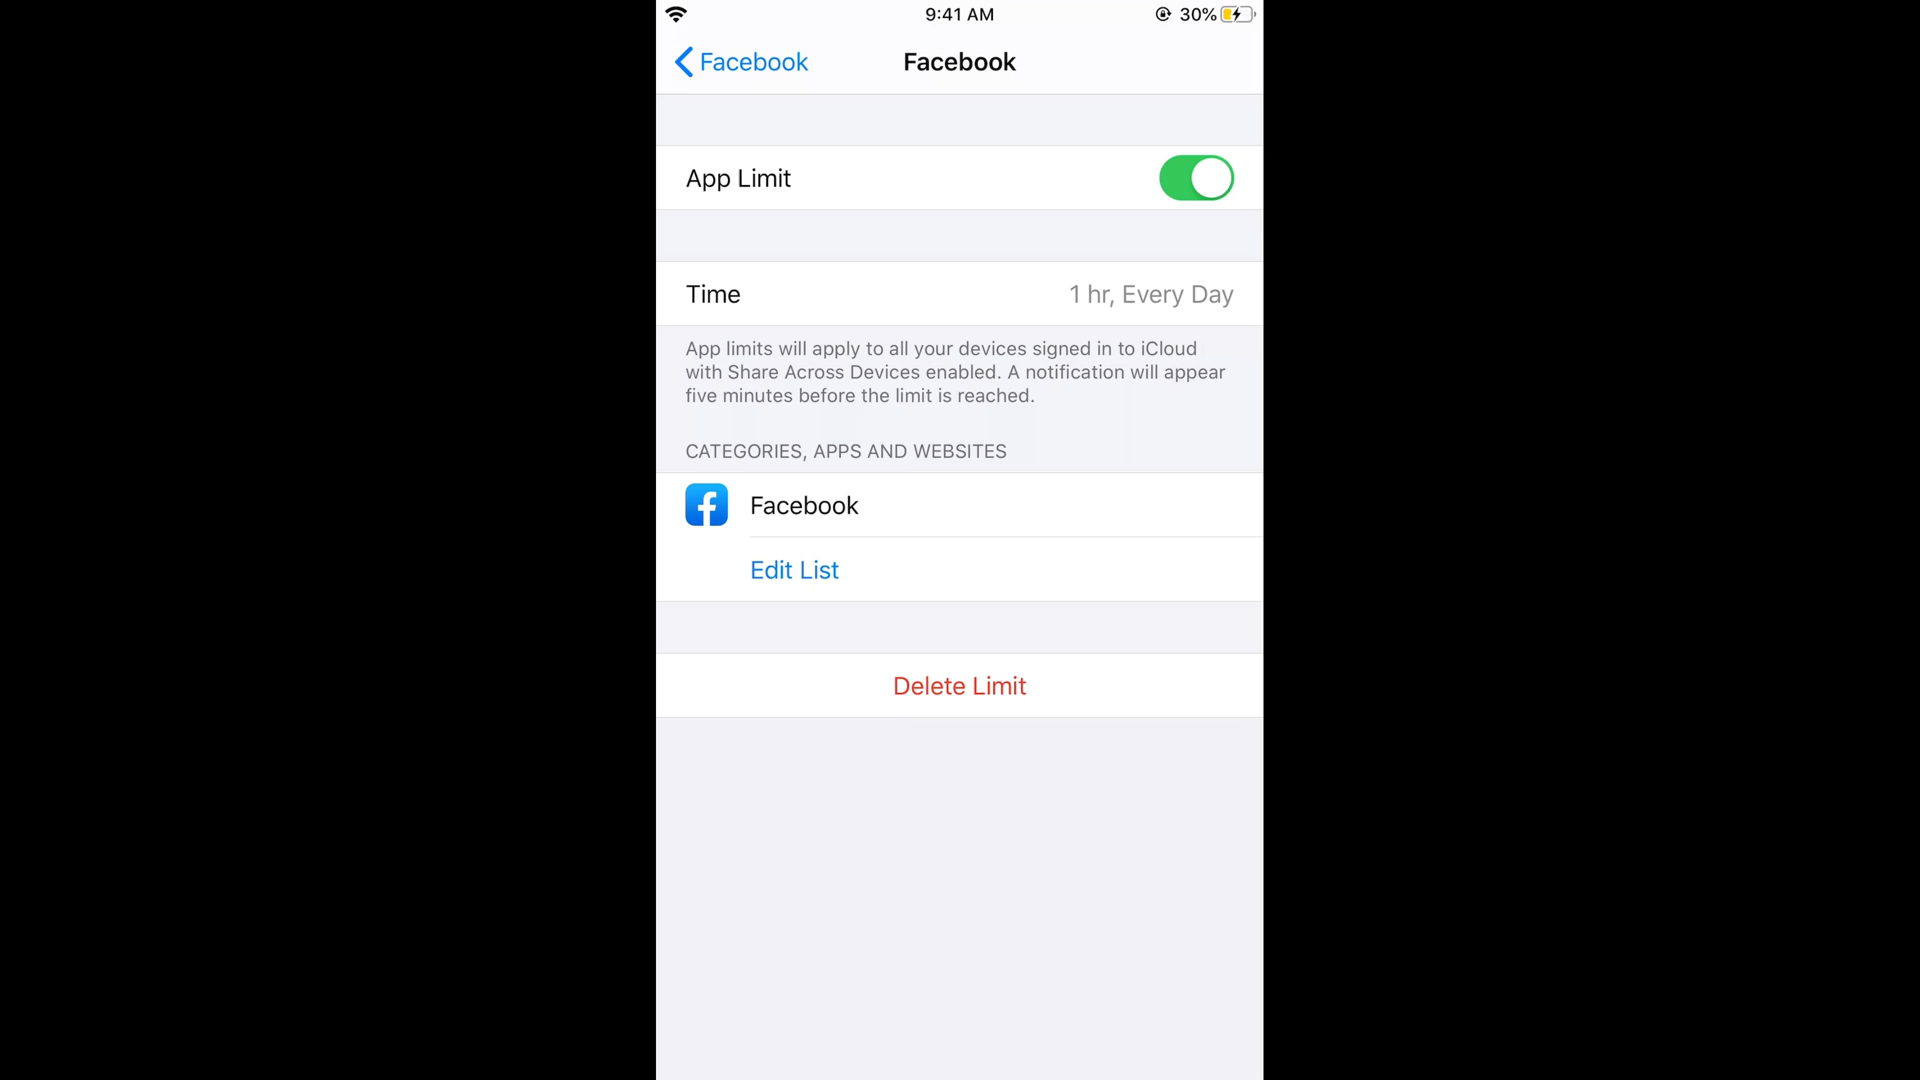 9:41 AM
30%
Facebook
Facebook
App Limit
Time
1 hr, Every Day
App limits will apply to all your devices signed in to iCloud
with Share Across Devices enabled. A notification will appear
five minutes before the limit is reached.
CATEGORIES, APPS AND WEBSITES
Facebook
Edit List
Delete Limit